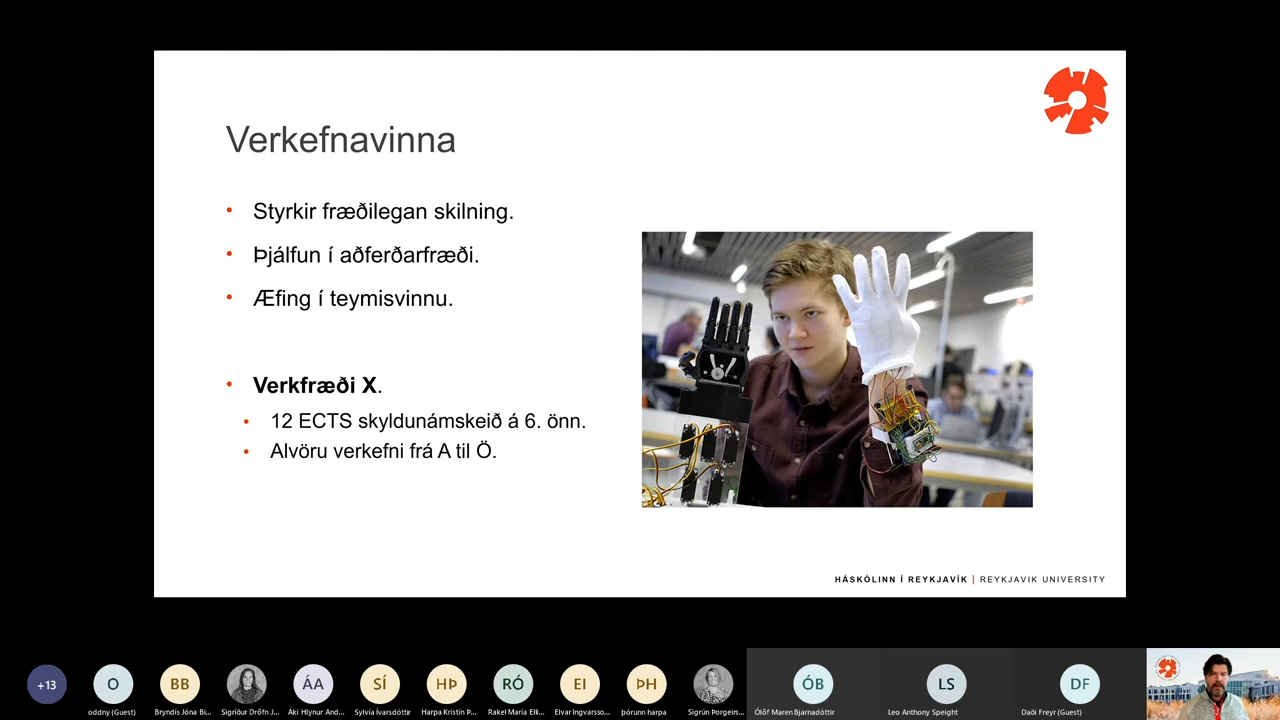 Verkefnavinna
Styrkir fræðilegan skilning.
Þjálfun í aðferðarfræði.
Æfing í teymisvinnu.
Verkfræði X.
12 ECTS skyldunámskeið á 6. önn.
Alvöru verkefni frá A til Ö.
HÁSKÓLINN Í REYKJAVÍK | REYKJAVIK UNIVERSITY
+13 O BB ÁA SÍ HÞ RÓ EI ÞH ÓB LS DF
oddny (Guest) Bryndís Jóna Bi... Sigríður Dröfn J... Áki Hlynur And... Sylvía Ívarsdóttir Harpa Kristín Þ... Rakel María Elli... Elvar Ingvarsso... þórunn harpa Sigrún Þorgeirs... Ólöf Maren Bjarnadóttir Leo Anthony Speight Daði Freyr (Guest)